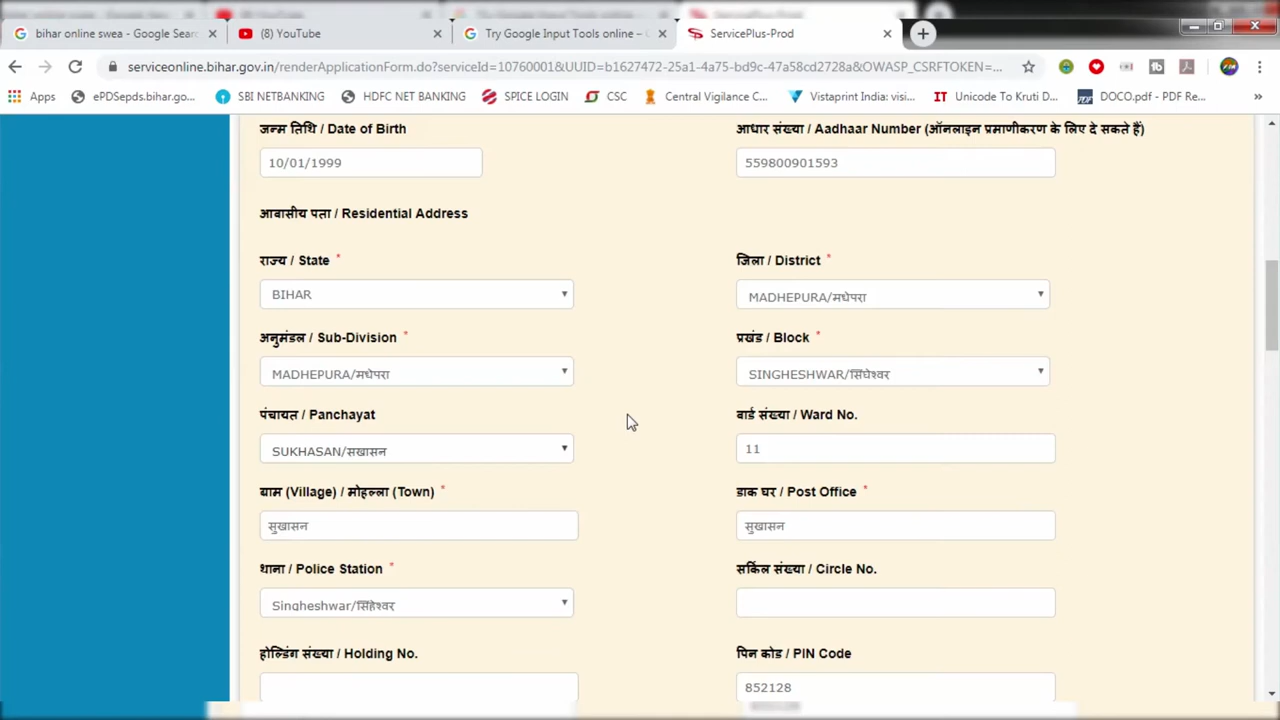 bihar online swea - Google Sear
(8) YouTube
The Google Input Tools online – G
ServicePlus-Prod
serviceonline.bihar.gov.in/renderApplicationForm.do?serviceId=10760001&UUID=b1627472-25a1-4a75-bd9c-47a58cd2728a&OWASP_CSRFTOKEN=...
Apps ePDSepds.bihar.go... SBI NETBANKING HDFC NET BANKING SPICE LOGIN CSC Central Vigilance C... Vistaprint India: visi... Unicode To Kruti D... DOCO.pdf - PDF Re... »
जन्म तिथि / Date of Birth
आधार संख्या / Aadhaar Number (ऑनलाइन प्रमाणीकरण के लिए दे सकते हैं)
10/01/1999
559800901593
आवासीय पता / Residential Address
राज्य / State *
जिला / District *
BIHAR
MADHEPURA/मधेपरा
अनुमंडल / Sub-Division *
प्रखंड / Block *
MADHEPURA/मधेपरा
SINGHESHWAR/सिंघेश्वर
पंचायत / Panchayat
वार्ड संख्या / Ward No.
SUKHASAN/सखासन
11
ग्राम (Village) / मोहल्ला (Town) *
डाक घर / Post Office *
सुखासन
सुखासन
थाना / Police Station *
सर्किल संख्या / Circle No.
Singheshwar/सिंहेश्वर
होल्डिंग संख्या / Holding No.
पिन कोड / PIN Code
852128